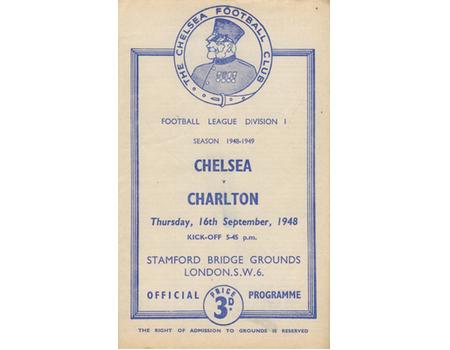 THE CHELSEA FOOTBALL CLUB
FOOTBALL LEAGUE DIVISION I
SEASON 1948-1949
CHELSEA
v
CHARLTON
Thursday, 16th September, 1948
KICK-OFF 5-45 p.m.
STAMFORD BRIDGE GROUNDS
LONDON.S.W.6.
OFFICIAL PRICE 3D. PROGRAMME
THE RIGHT OF ADMISSION TO GROUNDS IS RESERVED